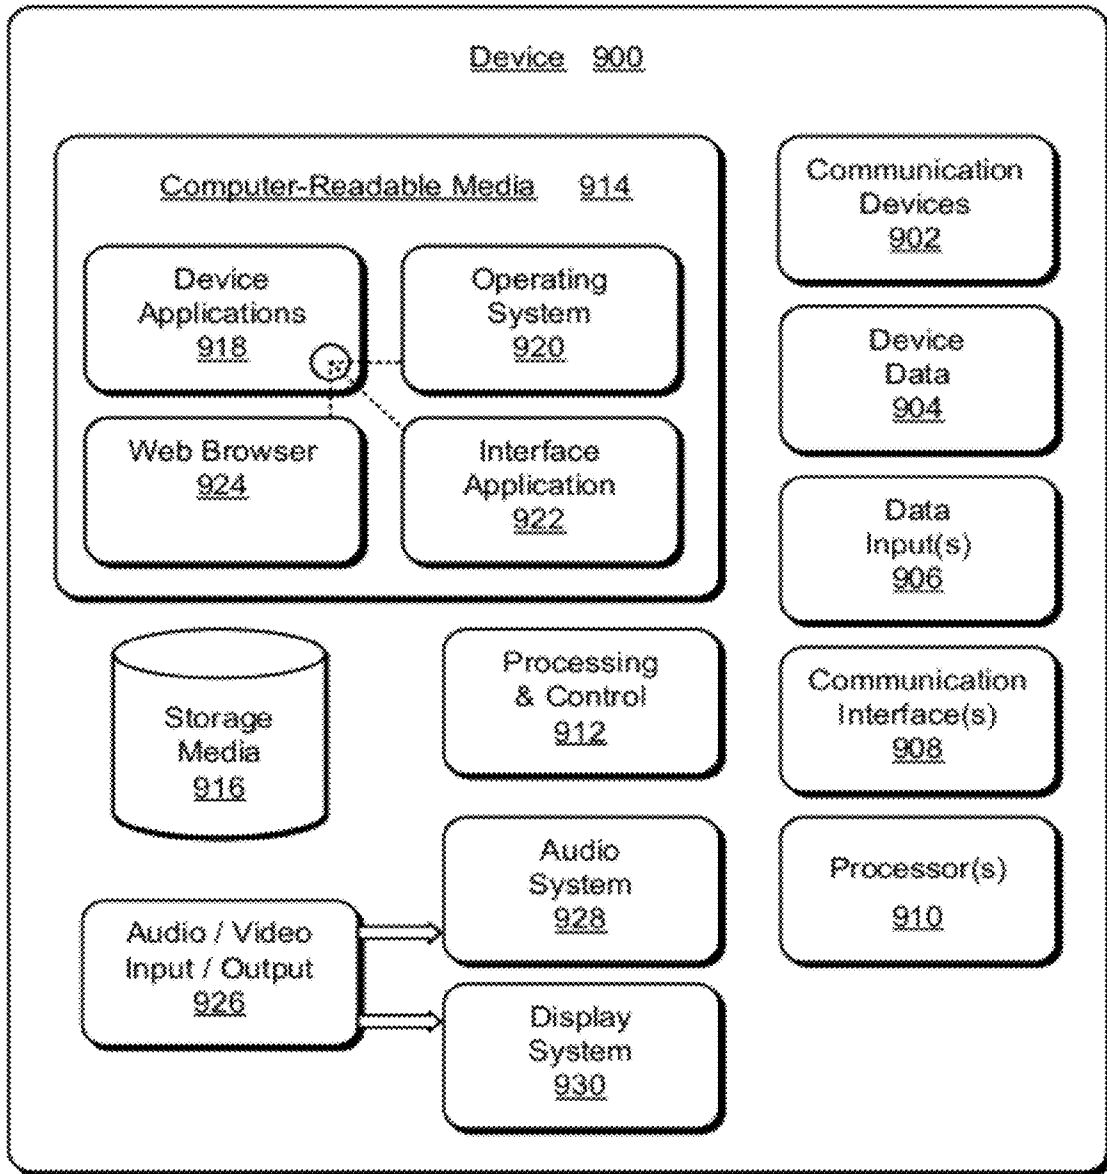 Device 900
Computer-Readable Media 914
Device
Applications
918
Operating
System
920
Web Browser
924
Interface
Application
922
Storage
Media
916
Processing
& Control
912
Audio / Video
Input / Output
926
Audio
System
928
Display
System
930
Communication
Devices
902
Device
Data
904
Data
Input(s)
906
Communication
Interface(s)
908
Processor(s)
910